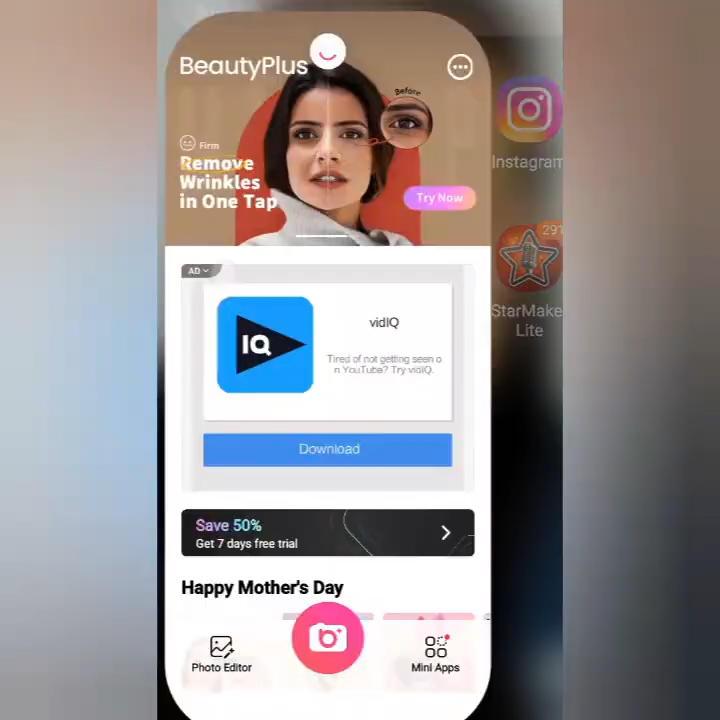 BeautyPlus
Before
Firm
Remove
Wrinkles
in One Tap
Try Now
Instagram
291
StarMake
Lite
AD
IQ
vidIQ
Tired of not getting seen o
n YouTube? Try vidIQ.
Download
Save 50%
Get 7 days free trial
Happy Mother's Day
Photo Editor
Mini Apps